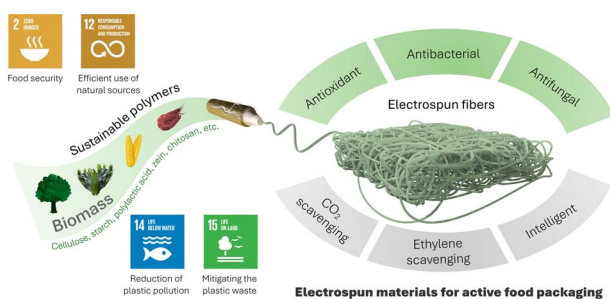 2 ZERO
HUNGER
12 RESPONSIBLE
CONSUMPTION
AND PRODUCTION
Food security
Efficient use of
natural sources
Sustainable polymers
Biomass
Cellulose, starch, polylactic acid, zein, chitosan, etc.
14 LIFE
BELOW WATER
15 LIFE
ON LAND
Reduction of
plastic pollution
Mitigating the
plastic waste
Antioxidant
Antibacterial
Antifungal
Electrospun fibers
CO2
scavenging
Ethylene
scavenging
Intelligent
Electrospun materials for active food packaging